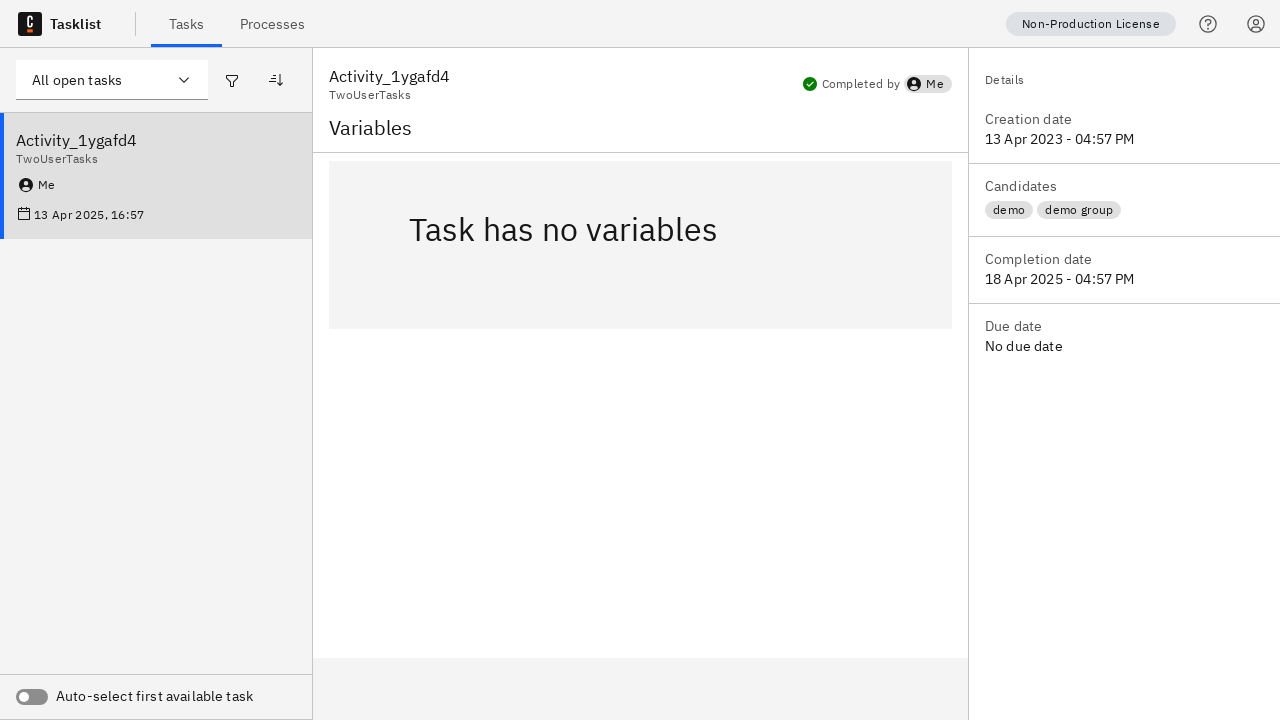 Tasklist
Tasks
Processes
Non-Production License
All open tasks
Activity_1ygafd4
TwoUserTasks
Me
13 Apr 2025, 16:57
Auto-select first available task
Activity_1ygafd4
TwoUserTasks
Completed by Me
Variables
Task has no variables
Details
Creation date
13 Apr 2023 - 04:57 PM
Candidates
demo demo group
Completion date
18 Apr 2025 - 04:57 PM
Due date
No due date